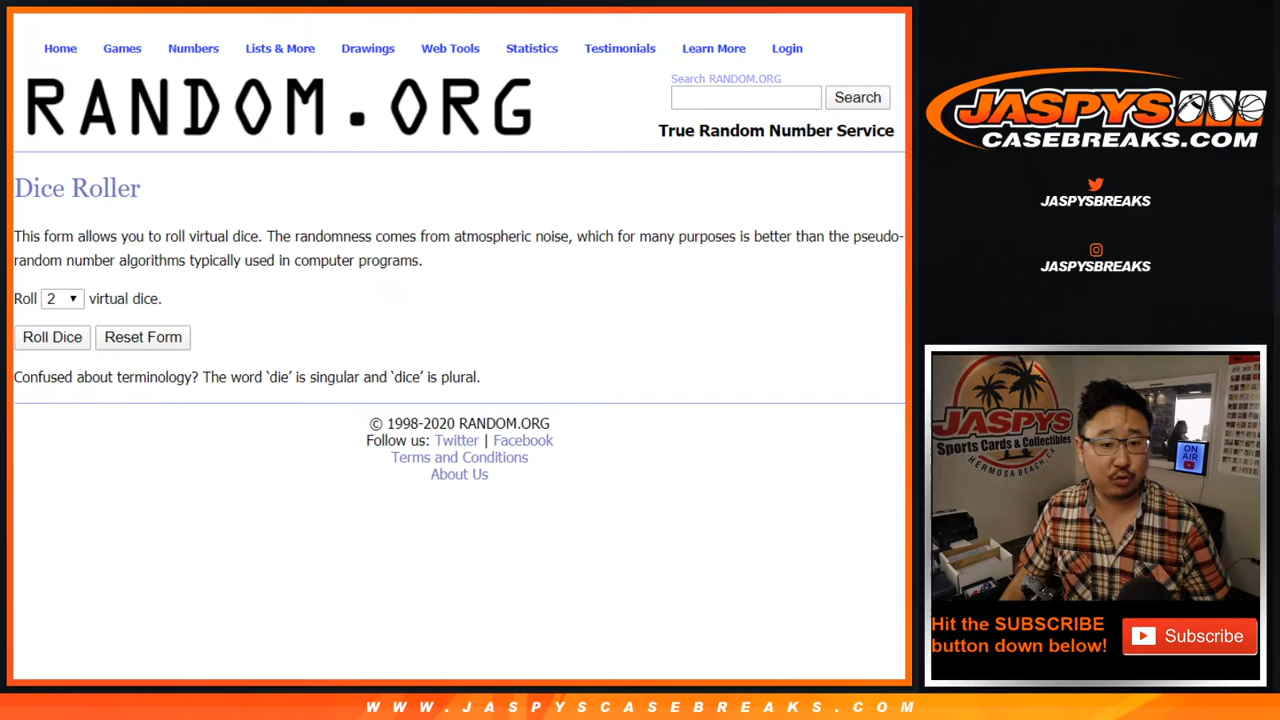 Home Games Numbers Lists & More Drawings Web Tools Statistics Testimonials Learn More Login
RANDOM.ORG
Search RANDOM.ORG
Search
True Random Number Service
Dice Roller
This form allows you to roll virtual dice. The randomness comes from atmospheric noise, which for many purposes is better than the pseudo-
random number algorithms typically used in computer programs.
Roll 2 virtual dice.
Roll Dice Reset Form
Confused about terminology? The word ‘die’ is singular and ‘dice’ is plural.
© 1998-2020 RANDOM.ORG
Follow us: Twitter | Facebook
Terms and Conditions
About Us
JASPYS
CASEBREAKS.COM
JASPYSBREAKS
JASPYSBREAKS
JASPYS
Sports Cards & Collectibles
HERMOSA BEACH, CA
ON
AIR
Hit the SUBSCRIBE
button down below!
Subscribe
WWW.JASPYSCASEBREAKS.COM